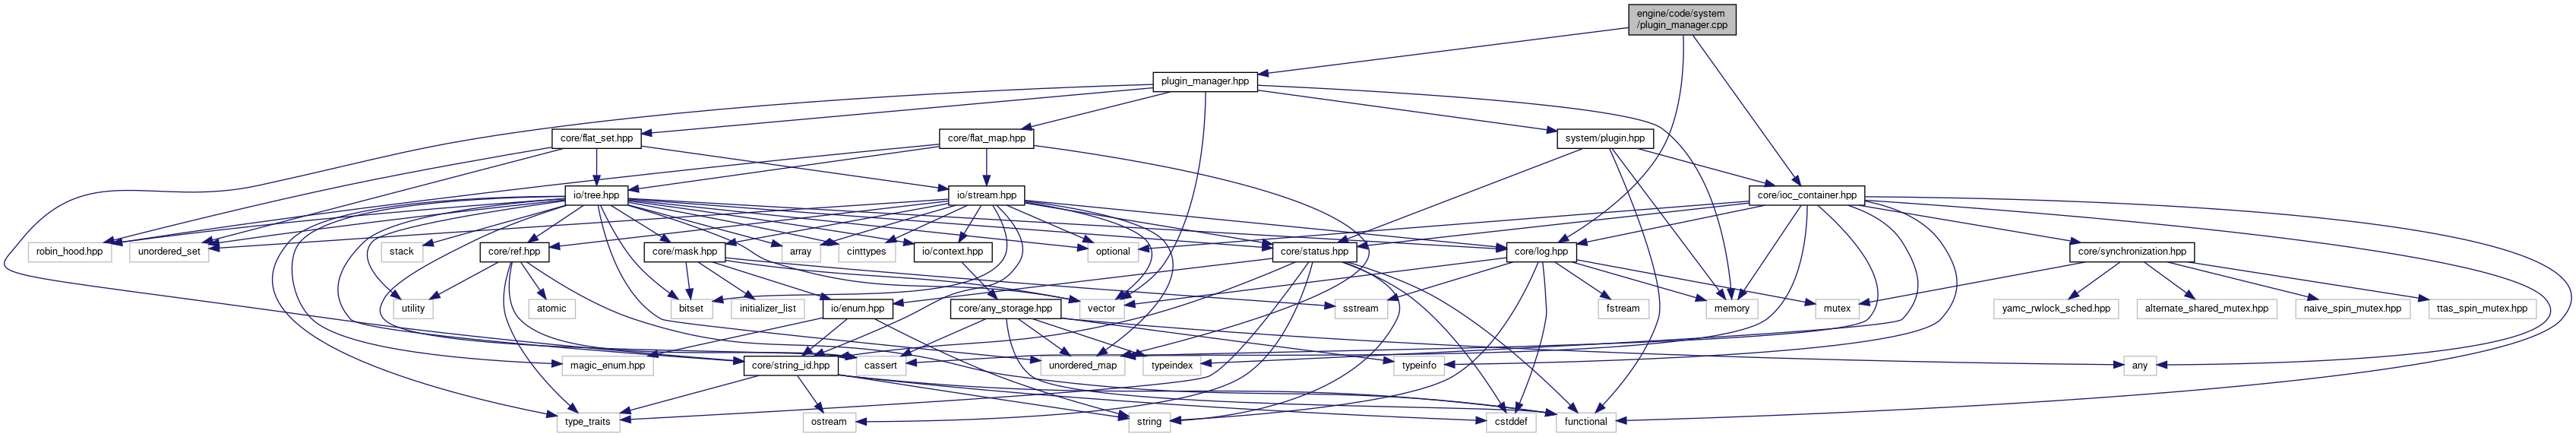 engine/code/system
/plugin_manager.cpp
plugin_manager.hpp
core/flat_set.hpp
core/flat_map.hpp
system/plugin.hpp
io/tree.hpp
io/stream.hpp
core/ioc_container.hpp
robin_hood.hpp
unordered_set
stack
core/ref.hpp
core/mask.hpp
array
cinttypes
io/context.hpp
optional
core/status.hpp
core/log.hpp
core/synchronization.hpp
utility
atomic
bitset
initializer_list
io/enum.hpp
core/any_storage.hpp
vector
sstream
fstream
memory
mutex
yamc_rwlock_sched.hpp
alternate_shared_mutex.hpp
naive_spin_mutex.hpp
ttas_spin_mutex.hpp
magic_enum.hpp
core/string_id.hpp
cassert
unordered_map
typeindex
typeinfo
any
type_traits
ostream
string
cstddef
functional